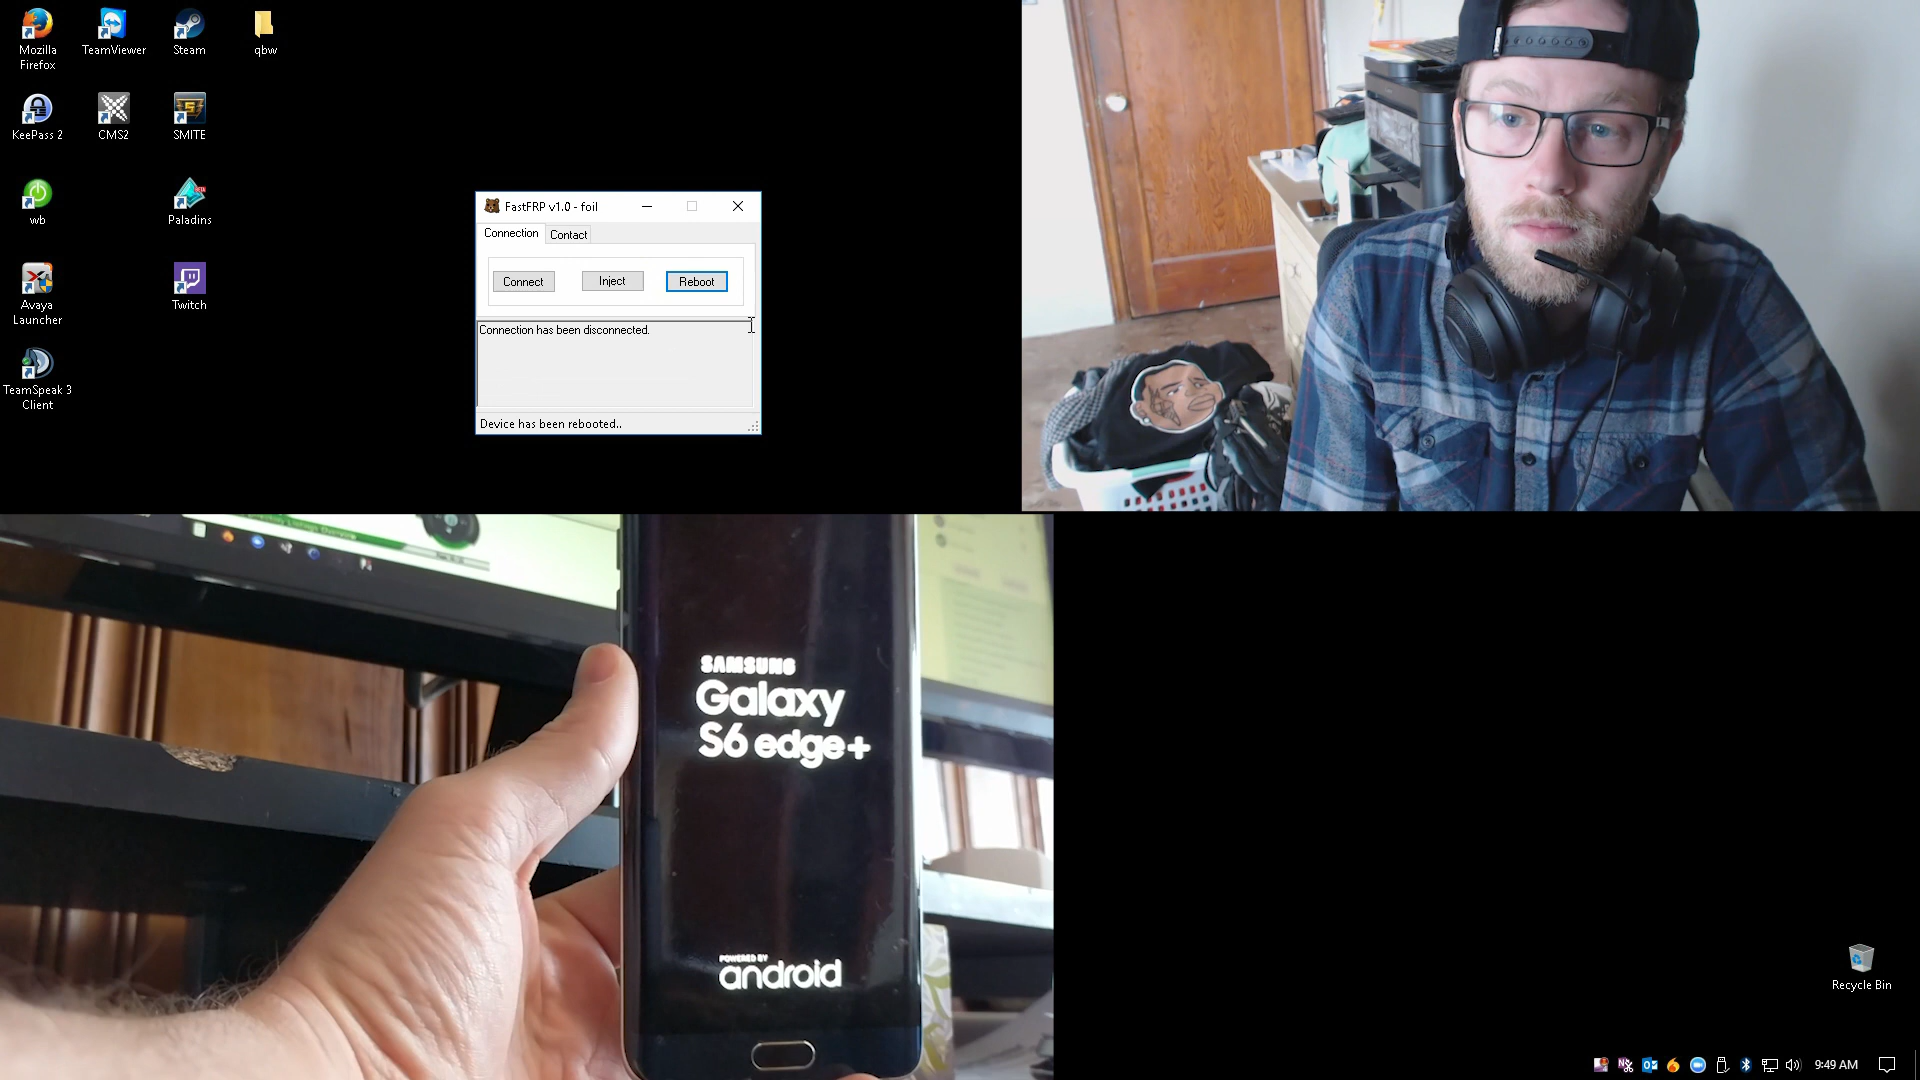 Mozilla
Firefox
TeamViewer
Steam
qbw
KeePass 2
CMS2
SMITE
wb
Paladins
Avaya
Launcher
Twitch
TeamSpeak 3
Client
FastFRP v1.0 - foil
Connection
Contact
Connect
Inject
Reboot
Connection has been disconnected.
Device has been rebooted..
SAMSUNG
Galaxy
S6 edge+
POWERED BY
android
Recycle Bin
9:49 AM